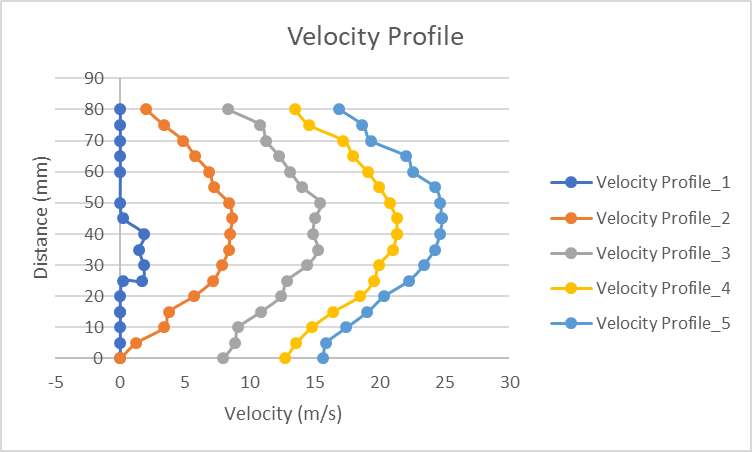 Velocity Profile
90
80
70
60
50
40
30
20
10
0
Distance (mm)
-5 0 5 10 15 20 25 30
Velocity (m/s)
Velocity Profile_1
Velocity Profile_2
Velocity Profile_3
Velocity Profile_4
Velocity Profile_5